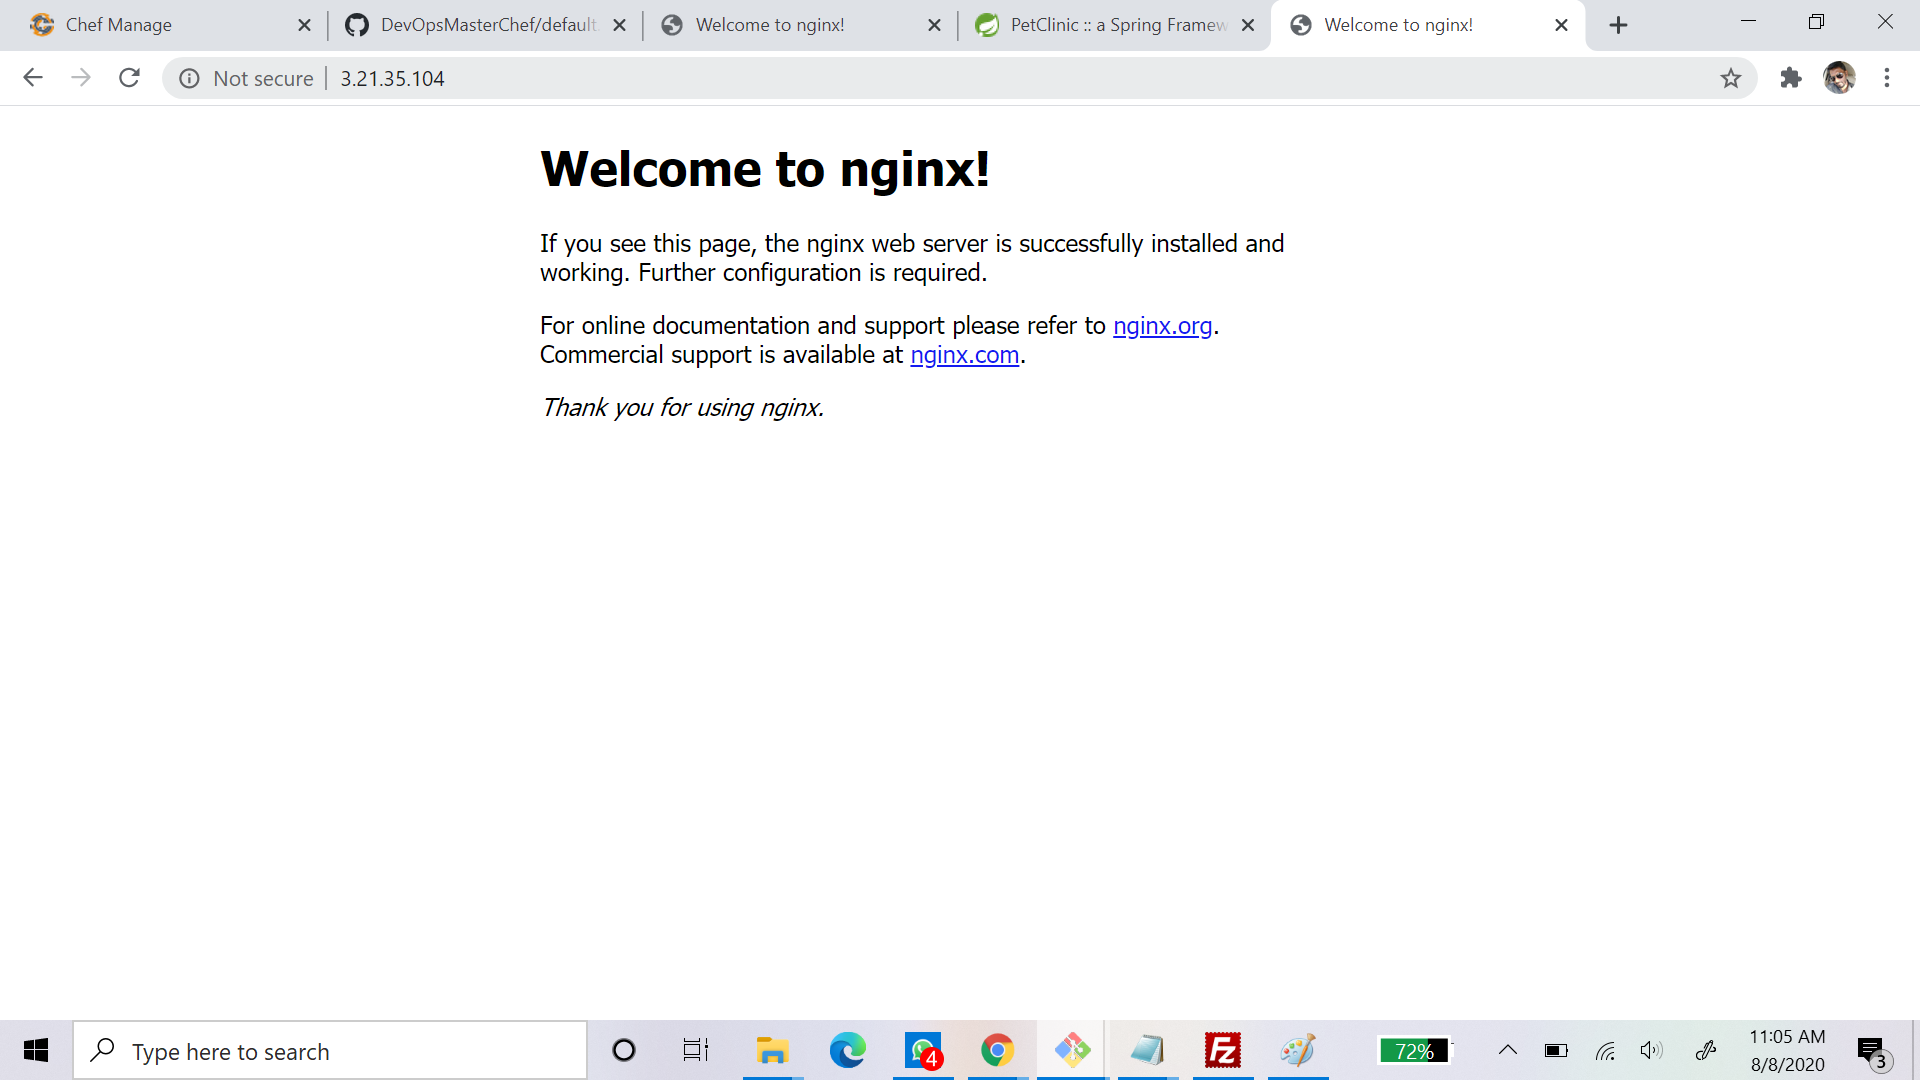 Chef Manage
DevOpsMasterChef/default.
Welcome to nginx!
PetClinic :: a Spring Framew
Welcome to nginx!
Not secure
3.21.35.104
Welcome to nginx!
If you see this page, the nginx web server is successfully installed and
working. Further configuration is required.
For online documentation and support please refer to nginx.org.
Commercial support is available at nginx.com.
Thank you for using nginx.
Type here to search
4
Fz
72%
11:05 AM
8/8/2020
3